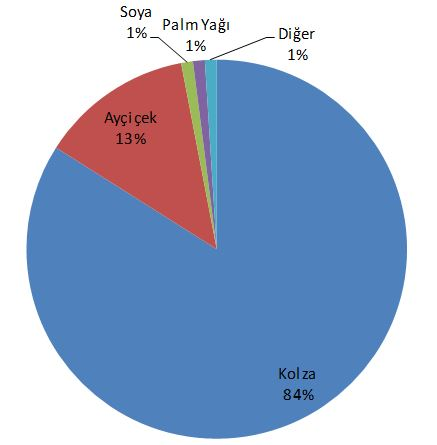 Soya
1%
Palm Yağı
1%
Diğer
1%
Ayçiçek
13%
Kolza
84%